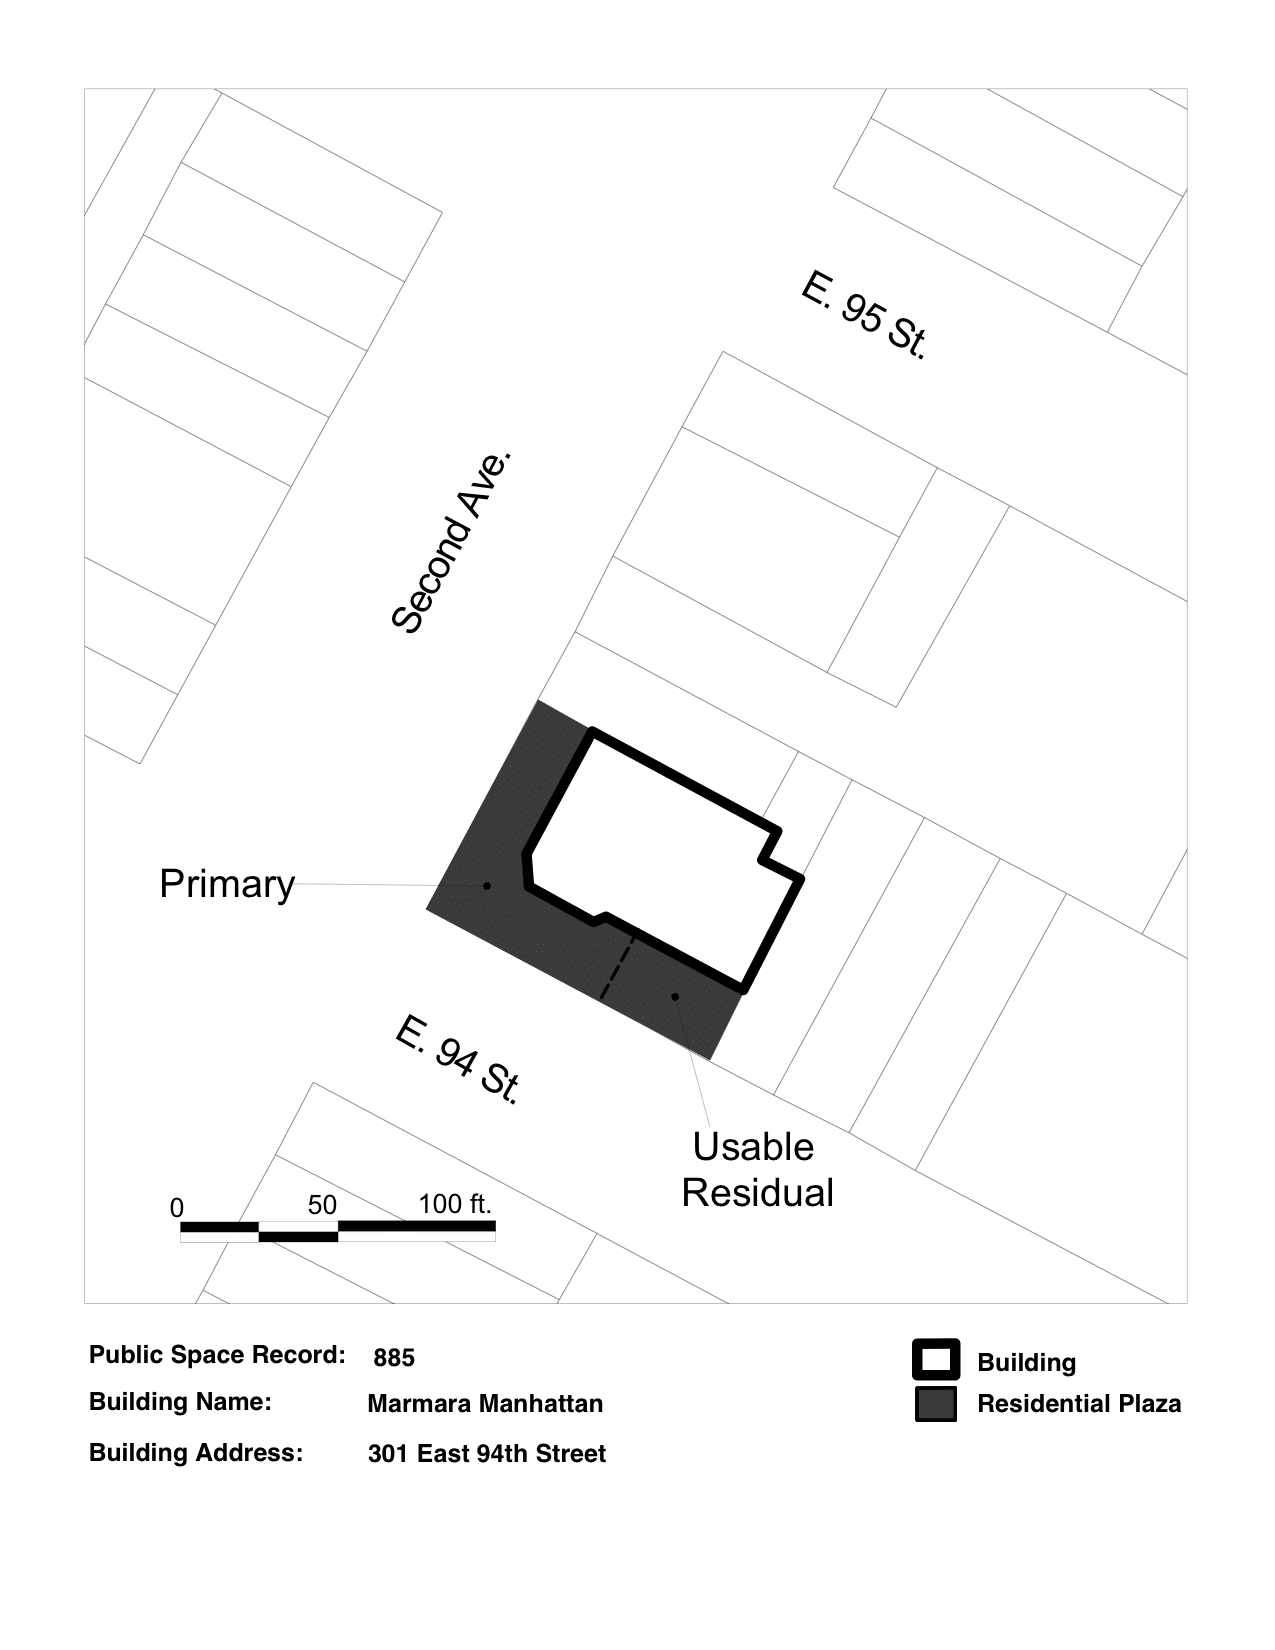 E. 95 St.
Second Ave.
Primary
E. 94 St.
Usable
Residual
0 50 100 ft.
Public Space Record: 885
Building Name: Marmara Manhattan
Building Address: 301 East 94th Street
Building
Residential Plaza